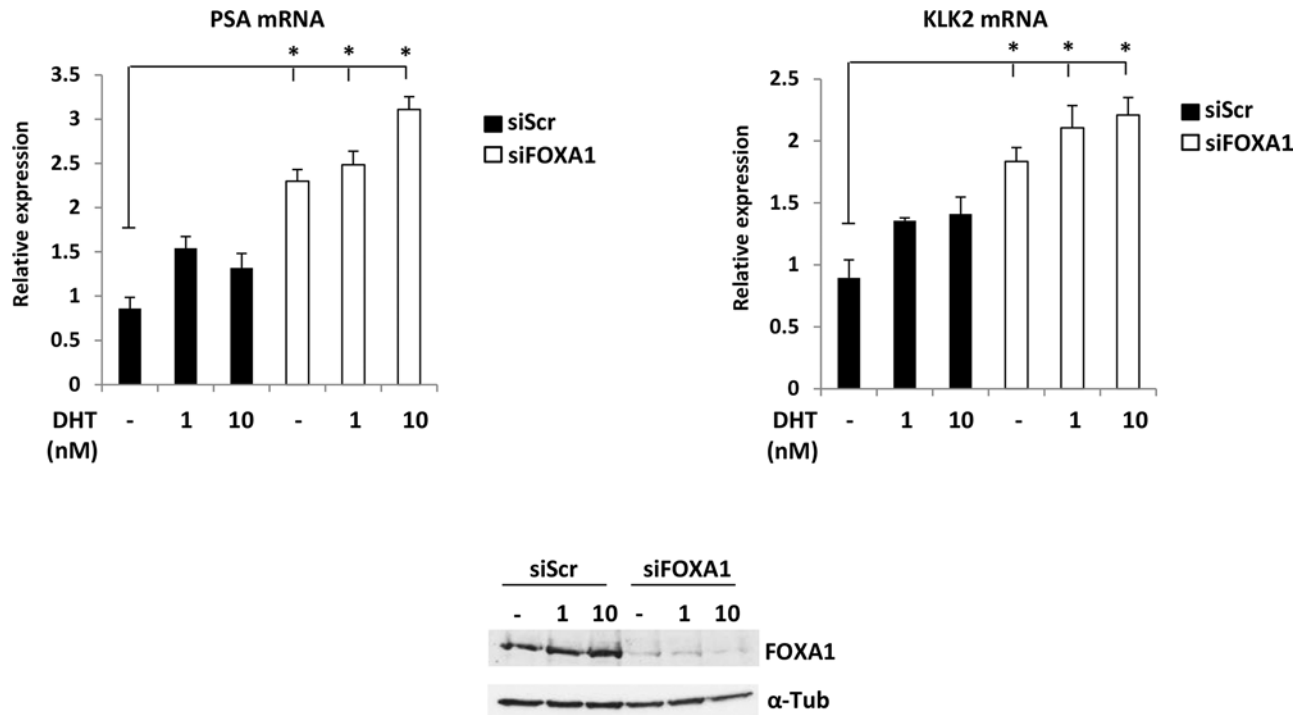 PSA mRNA
* * *
3.5
3
2.5
2
1.5
1
0.5
0
Relative expression
siScr
siFOXA1
DHT - 1 10 - 1 10
(nM)
KLK2 mRNA
* * *
2.5
2
1.5
1
0.5
0
Relative expression
siScr
siFOXA1
DHT - 1 10 - 1 10
(nM)
siScr siFOXA1
- 1 10 - 1 10
FOXA1
α-Tub